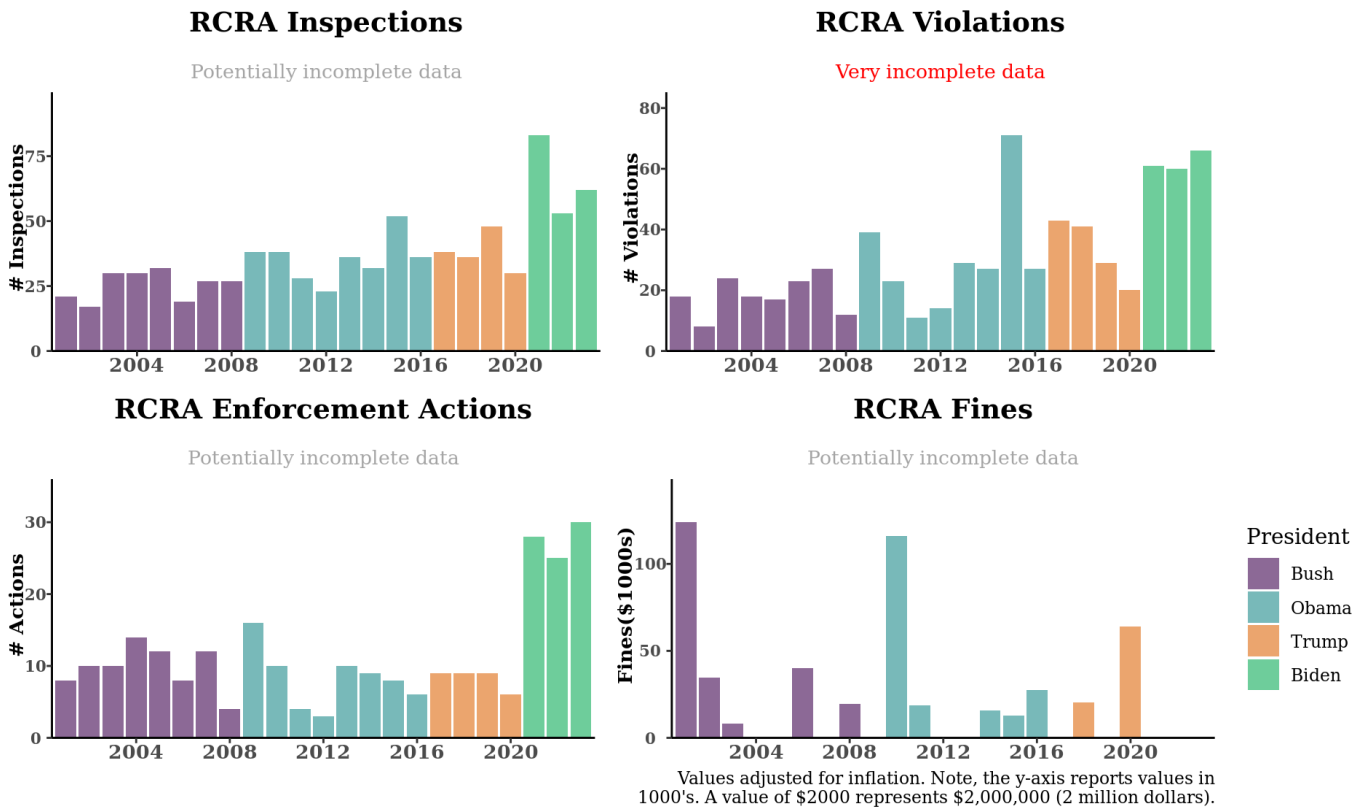 RCRA Inspections
Potentially incomplete data
# Inspections
75
50
25
0
2004
2008
2012
2016
2020
RCRA Violations
Very incomplete data
# Violations
80
60
40
20
0
2004
2008
2012
2016
2020
RCRA Enforcement Actions
Potentially incomplete data
# Actions
30
20
10
0
2004
2008
2012
2016
2020
RCRA Fines
Potentially incomplete data
Fines($1000s)
100
50
0
2004
2008
2012
2016
2020
President
Bush
Obama
Trump
Biden
Values adjusted for inflation. Note, the y-axis reports values in
1000's. A value of $2000 represents $2,000,000 (2 million dollars).